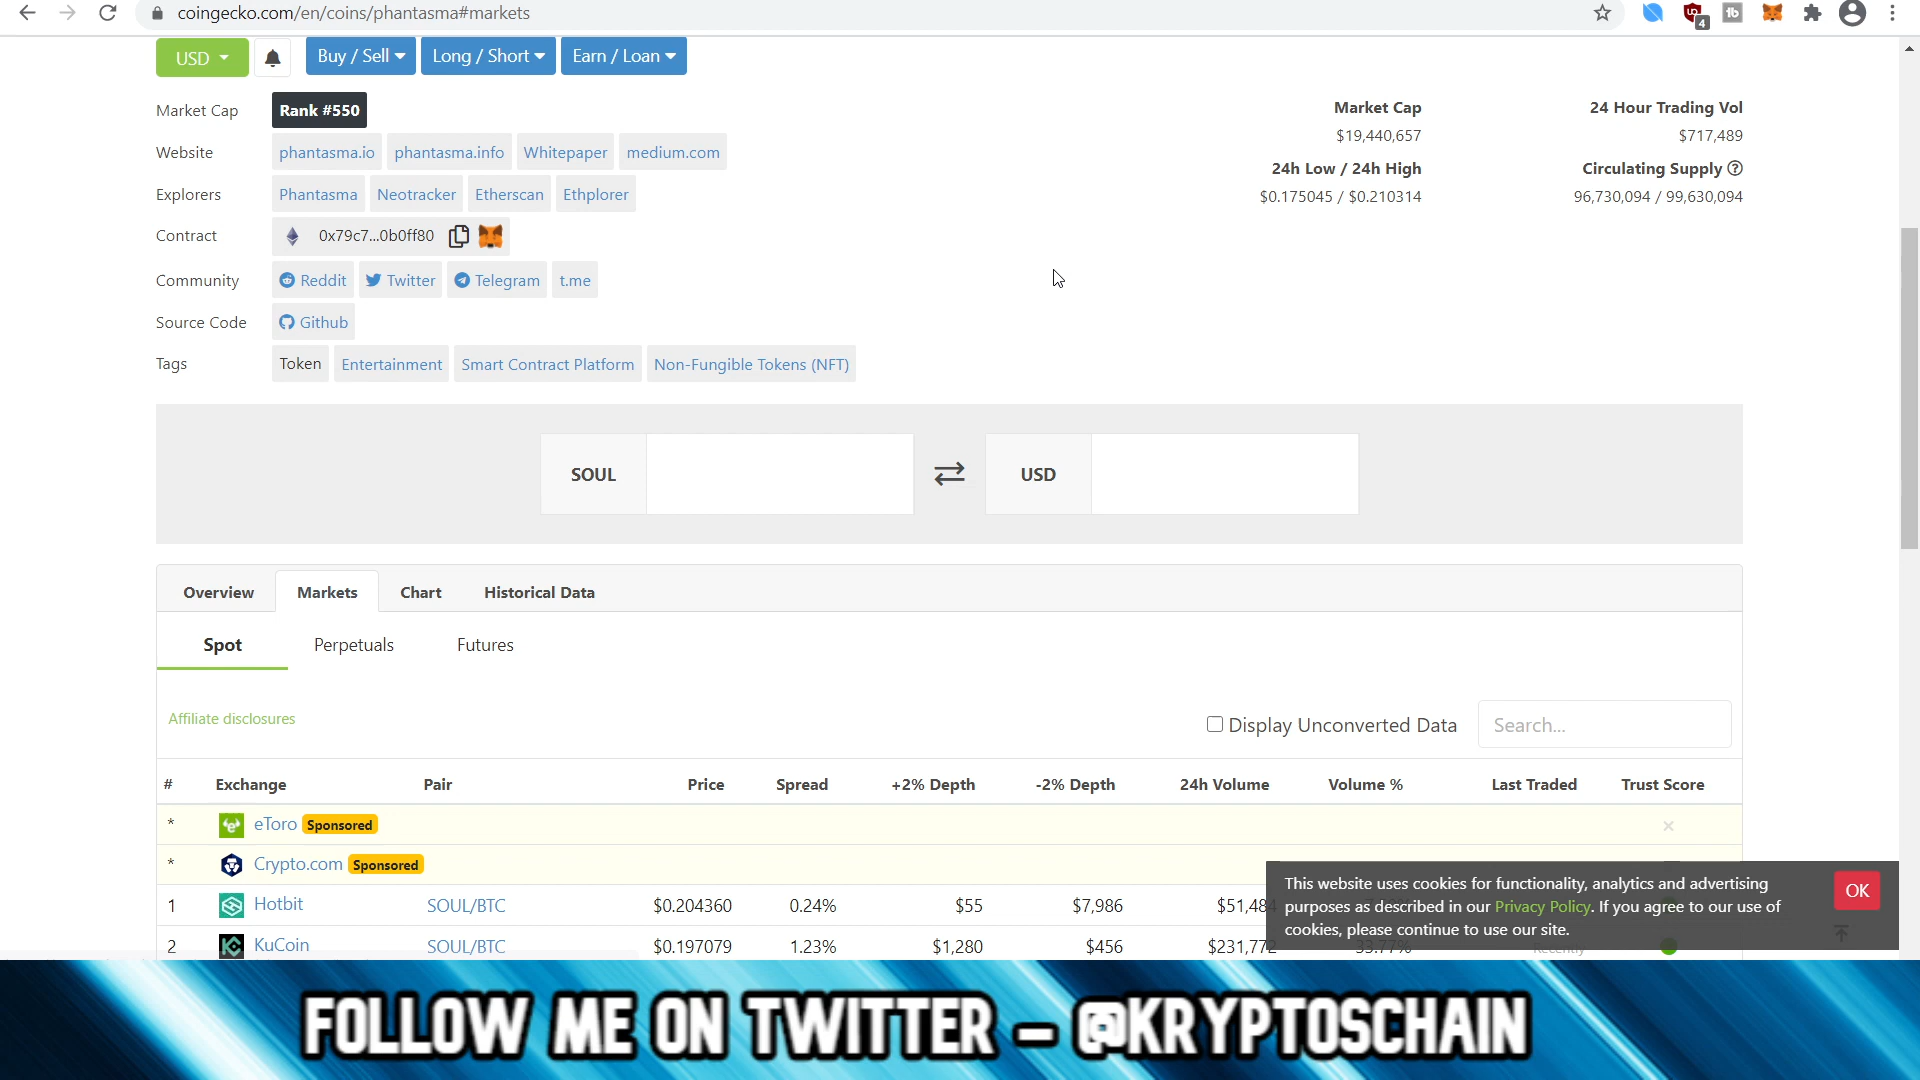 coingecko.com/en/coins/phantasma#markets
4
USD
Buy / Sell
Long / Short
Earn / Loan
Market Cap
Rank #550
Website
phantasma.io
phantasma.info
Whitepaper
medium.com
Explorers
Phantasma
Neotracker
Etherscan
Ethplorer
Contract
0x79c7...0b0ff80
Community
Reddit
Twitter
Telegram
t.me
Source Code
Github
Tags
Token
Entertainment
Smart Contract Platform
Non-Fungible Tokens (NFT)
Market Cap
$19,440,657
24 Hour Trading Vol
$717,489
24h Low / 24h High
$0.175045 / $0.210314
Circulating Supply
96,730,094 / 99,630,094
SOUL
USD
Overview
Markets
Chart
Historical Data
Spot
Perpetuals
Futures
Affiliate disclosures
Display Unconverted Data
Search...
# Exchange Pair Price Spread +2% Depth -2% Depth 24h Volume Volume % Last Traded Trust Score
* eToro Sponsored
* Crypto.com Sponsored
1 Hotbit SOUL/BTC $0.204360 0.24% $55 $7,986 $51,484
2 KuCoin SOUL/BTC $0.197079 1.23% $1,280 $456 $231,772 33.77% Recently
This website uses cookies for functionality, analytics and advertising
purposes as described in our Privacy Policy. If you agree to our use of
cookies, please continue to use our site.
OK
FOLLOW ME ON TWITTER – @KRYPTOSCHAIN